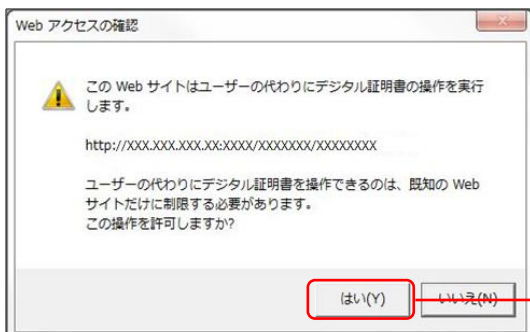 Web アクセスの確認
この Web サイトはユーザーの代わりにデジタル証明書の操作を実行
します。
http://XXX.XXX.XXX.XX:XXXX/XXXXXXX/XXXXXXXX
ユーザーの代わりにデジタル証明書を操作できるのは、既知の Web
サイトだけに制限する必要があります。
この操作を許可しますか?
はい(Y)
いいえ(N)